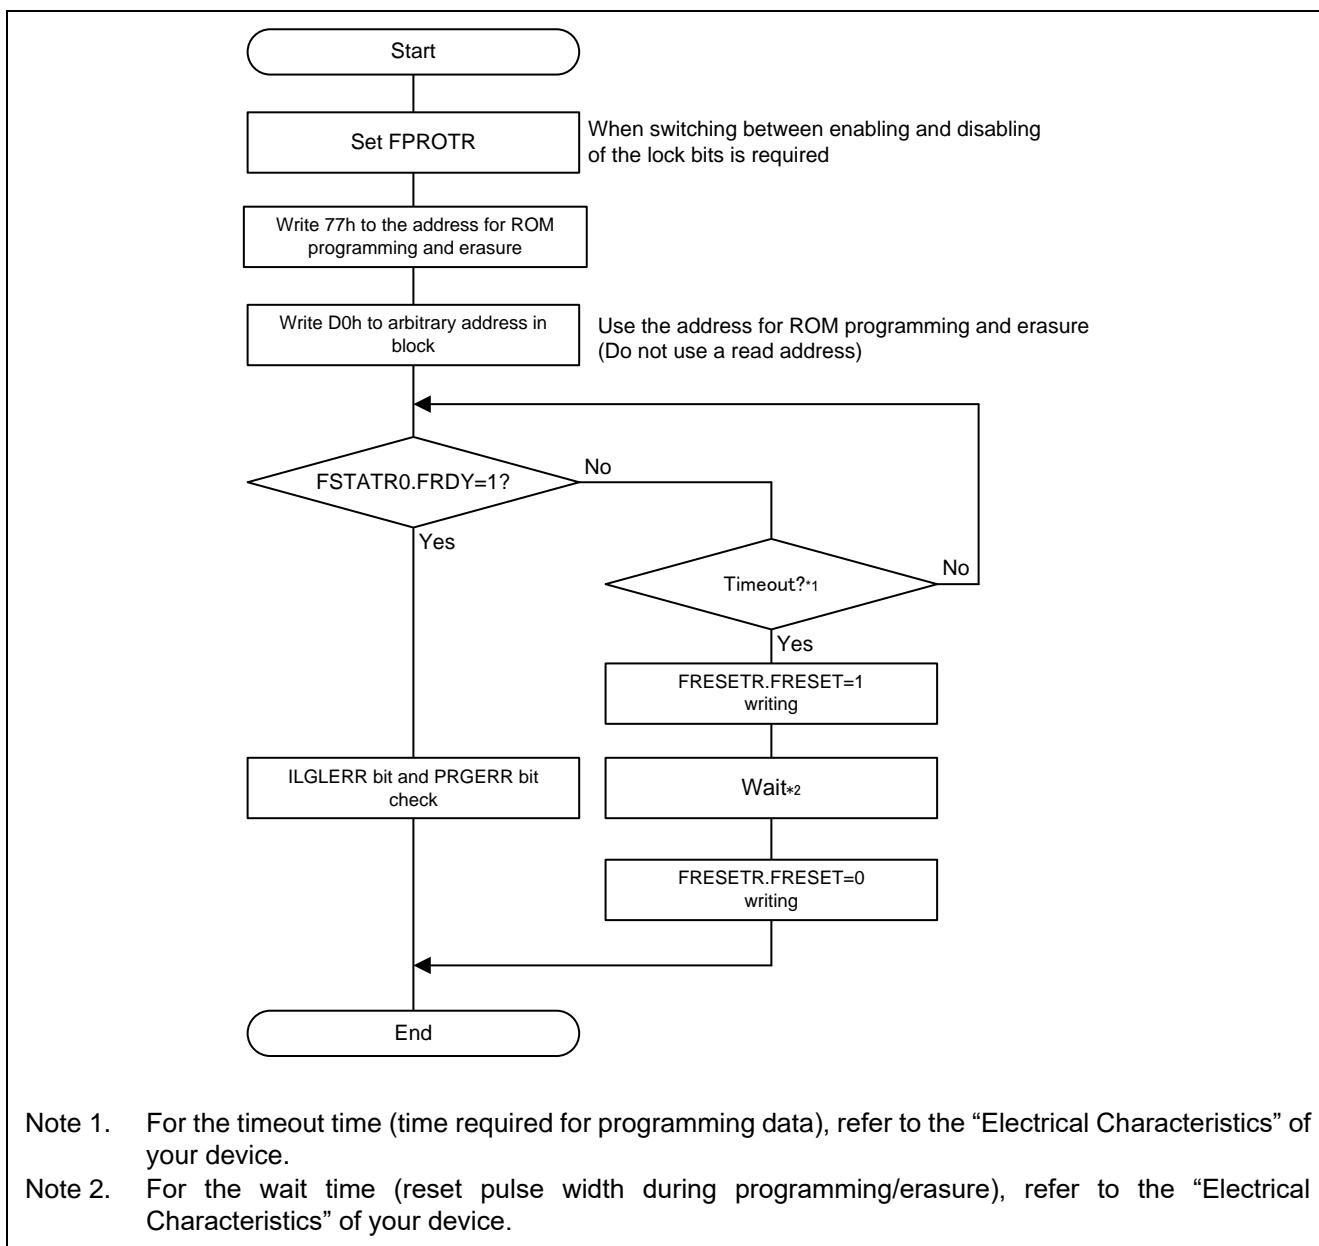 Start
Set FPROTR
When switching between enabling and disabling
of the lock bits is required
Write 77h to the address for ROM
programming and erasure
Write D0h to arbitrary address in
block
Use the address for ROM programming and erasure
(Do not use a read address)
FSTATR0.FRDY=1?
No
Yes
Timeout?*1
No
Yes
FRESETR.FRESET=1
writing
ILGLERR bit and PRGERR bit
check
Wait*2
FRESETR.FRESET=0
writing
End
Note 1. For the timeout time (time required for programming data), refer to the “Electrical Characteristics” of
your device.
Note 2. For the wait time (reset pulse width during programming/erasure), refer to the “Electrical
Characteristics” of your device.